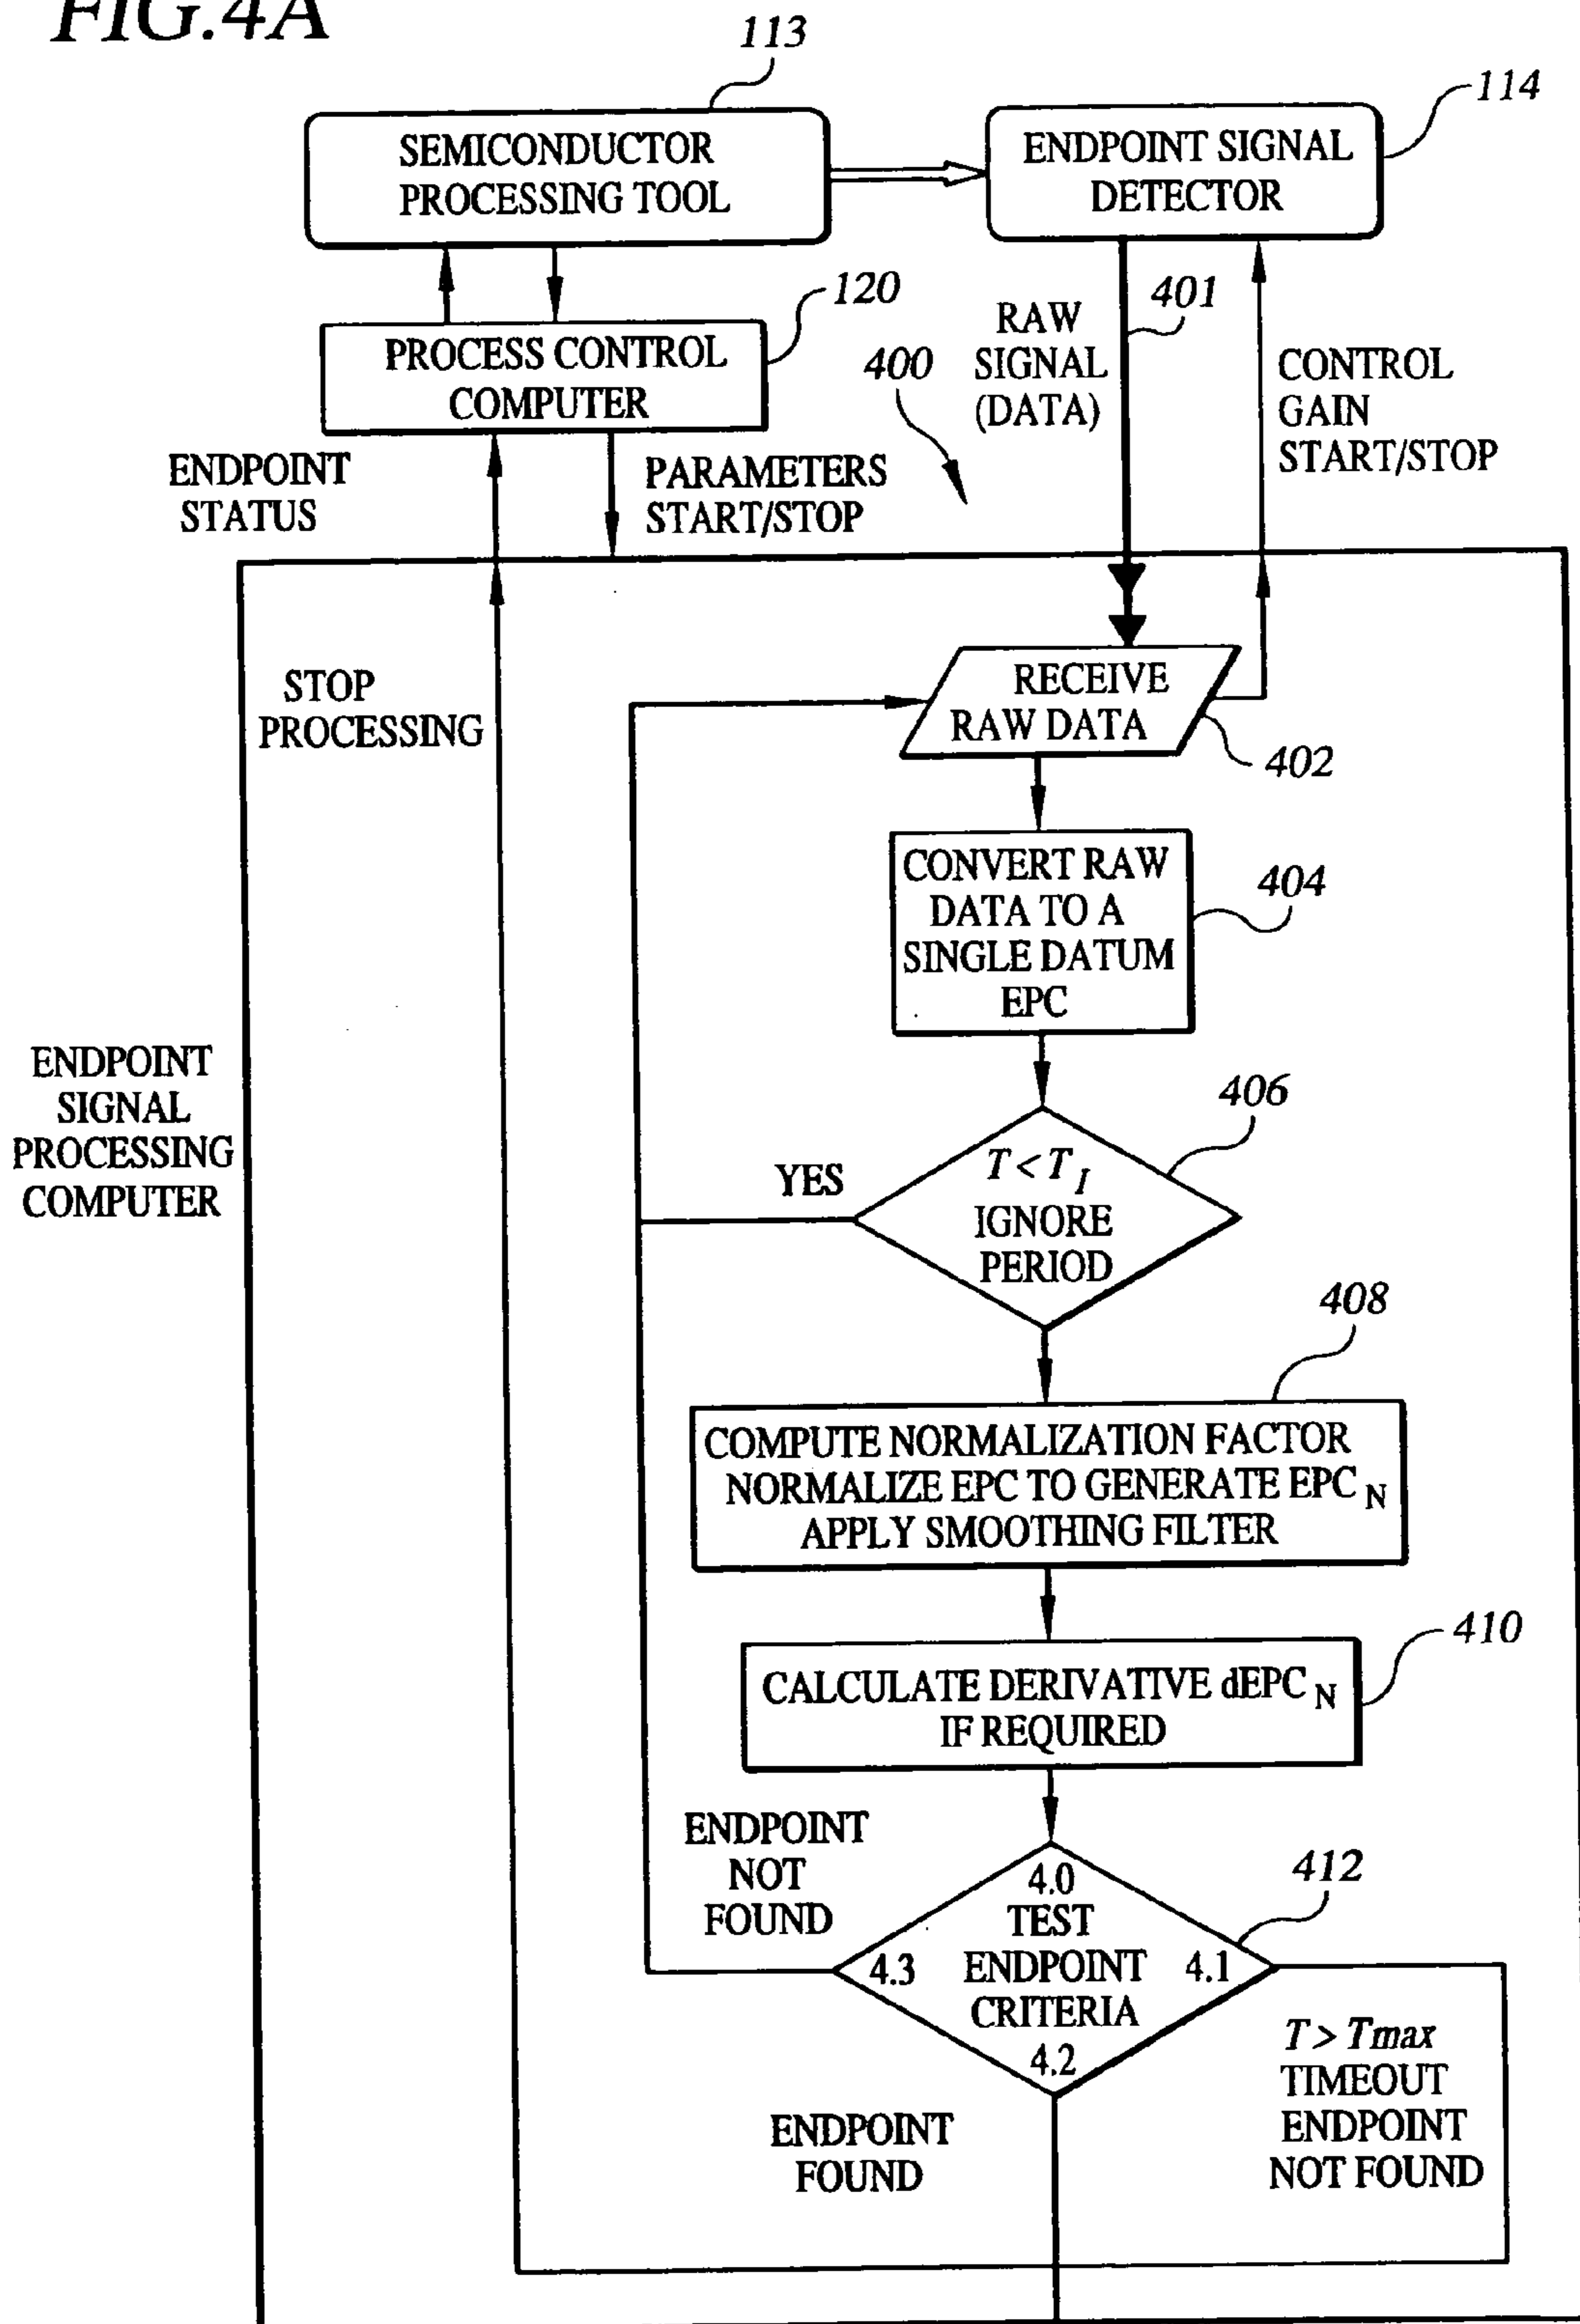 FIG.4A
113
114
SEMICONDUCTOR
PROCESSING TOOL
ENDPOINT SIGNAL
DETECTOR
120
PROCESS CONTROL
COMPUTER
400
RAW
SIGNAL
(DATA)
401
CONTROL
GAIN
START/STOP
ENDPOINT
STATUS
PARAMETERS
START/STOP
STOP
PROCESSING
RECEIVE
RAW DATA
402
CONVERT RAW
DATA TO A
SINGLE DATUM
EPC
404
ENDPOINT
SIGNAL
PROCESSING
COMPUTER
406
YES
T < T I
IGNORE
PERIOD
408
COMPUTE NORMALIZATION FACTOR
NORMALIZE EPC TO GENERATE EPC N
APPLY SMOOTHING FILTER
410
CALCULATE DERIVATIVE dEPC N
IF REQUIRED
ENDPOINT
NOT
FOUND
412
4.0
TEST
4.3 ENDPOINT 4.1
CRITERIA
4.2
T > Tmax
TIMEOUT
ENDPOINT
NOT FOUND
ENDPOINT
FOUND